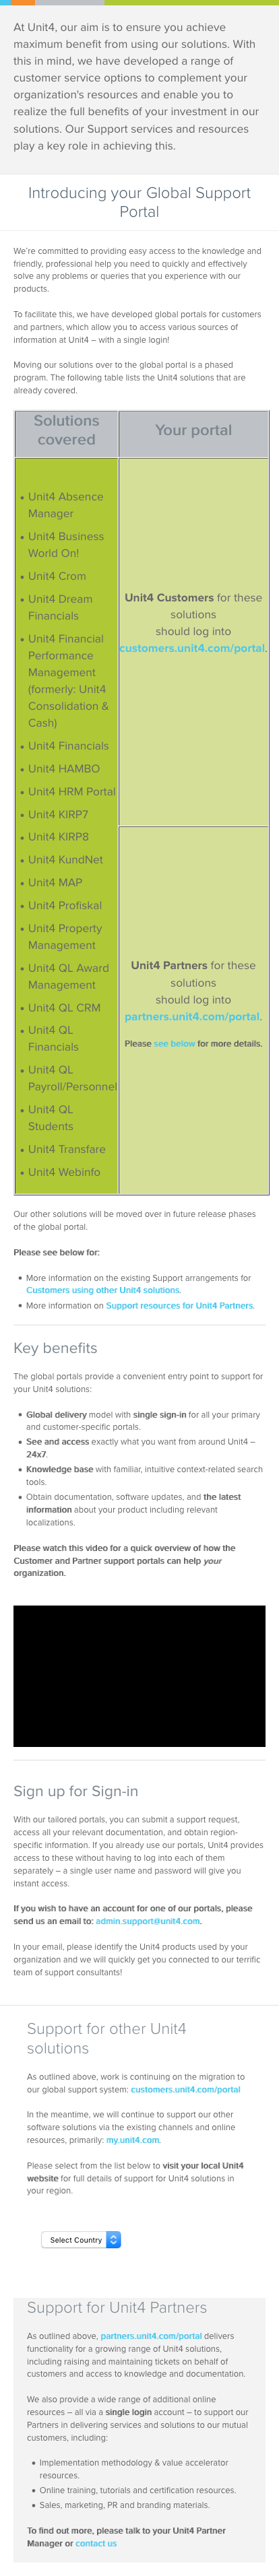 At Unit4, our aim is to ensure you achieve
maximum benefit from using our solutions. With
this in mind, we have developed a range of
customer service options to complement your
organization's resources and enable you to
realize the full benefits of your investment in our
solutions. Our Support services and resources
play a key role in achieving this.
Introducing your Global Support
Portal
We're committed to providing easy access to the knowledge and
friendly, professional help you need to quickly and effectively
solve any problems or queries that you experience with our
products.
To facilitate this, we have developed global portals for customers
and partners, which allow you to access various sources of
information at Unit4 – with a single login!
Moving our solutions over to the global portal is a phased
program. The following table lists the Unit4 solutions that are
already covered.
Solutions
covered
Your portal
• Unit4 Absence
Manager
• Unit4 Business
World On!
• Unit4 Crom
• Unit4 Dream
Financials
• Unit4 Financial
Performance
Management
(formerly: Unit4
Consolidation &
Cash)
• Unit4 Financials
• Unit4 HAMBO
• Unit4 HRM Portal
• Unit4 KIRP7
• Unit4 KIRP8
• Unit4 KundNet
• Unit4 MAP
• Unit4 Profiskal
• Unit4 Property
Management
• Unit4 QL Award
Management
• Unit4 QL CRM
• Unit4 QL
Financials
• Unit4 QL
Payroll/Personnel
• Unit4 QL
Students
• Unit4 Transfare
• Unit4 Webinfo
Unit4 Customers for these
solutions
should log into
customers.unit4.com/portal.
Unit4 Partners for these
solutions
should log into
partners.unit4.com/portal.
Please see below for more details.
Our other solutions will be moved over in future release phases
of the global portal.
Please see below for:
• More information on the existing Support arrangements for
Customers using other Unit4 solutions.
• More information on Support resources for Unit4 Partners.
Key benefits
The global portals provide a convenient entry point to support for
your Unit4 solutions:
• Global delivery model with single sign-in for all your primary
and customer-specific portals.
• See and access exactly what you want from around Unit4 –
24x7.
• Knowledge base with familiar, intuitive context-related search
tools.
• Obtain documentation, software updates, and the latest
information about your product including relevant
localizations.
Please watch this video for a quick overview of how the
Customer and Partner support portals can help your
organization.
Sign up for Sign-in
With our tailored portals, you can submit a support request,
access all your relevant documentation, and obtain region-
specific information. If you already use our portals, Unit4 provides
access to these without having to log into each of them
separately – a single user name and password will give you
instant access.
If you wish to have an account for one of our portals, please
send us an email to: admin.support@unit4.com.
In your email, please identify the Unit4 products used by your
organization and we will quickly get you connected to our terrific
team of support consultants!
Support for other Unit4
solutions
As outlined above, work is continuing on the migration to
our global support system: customers.unit4.com/portal
In the meantime, we will continue to support our other
software solutions via the existing channels and online
resources, primarily: my.unit4.com.
Please select from the list below to visit your local Unit4
website for full details of support for Unit4 solutions in
your region.
Select Country
Support for Unit4 Partners
As outlined above, partners.unit4.com/portal delivers
functionality for a growing range of Unit4 solutions,
including raising and maintaining tickets on behalf of
customers and access to knowledge and documentation.
We also provide a wide range of additional online
resources – all via a single login account – to support our
Partners in delivering services and solutions to our mutual
customers, including:
• Implementation methodology & value accelerator
resources.
• Online training, tutorials and certification resources.
• Sales, marketing, PR and branding materials.
To find out more, please talk to your Unit4 Partner
Manager or contact us